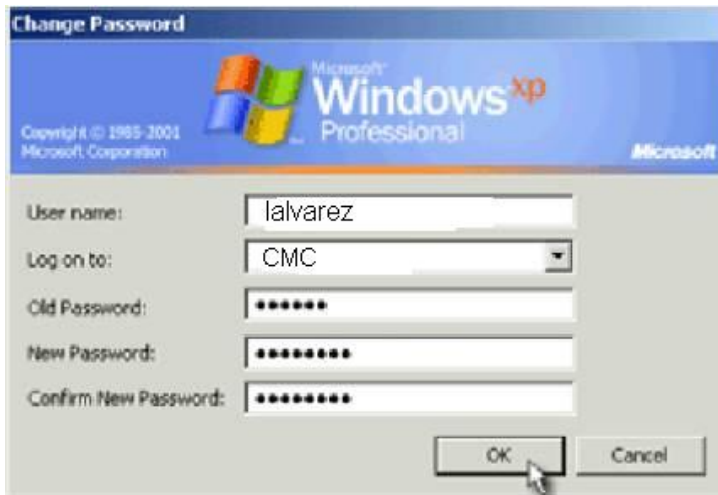 Change Password
Microsoft®
Windows xp
Professional
Copyright © 1985-2001
Microsoft Corporation
Microsoft
User name: lalvarez
Log on to: CMC
Old Password: ●●●●●●
New Password: ●●●●●●●●
Confirm New Password: ●●●●●●●●
OK Cancel